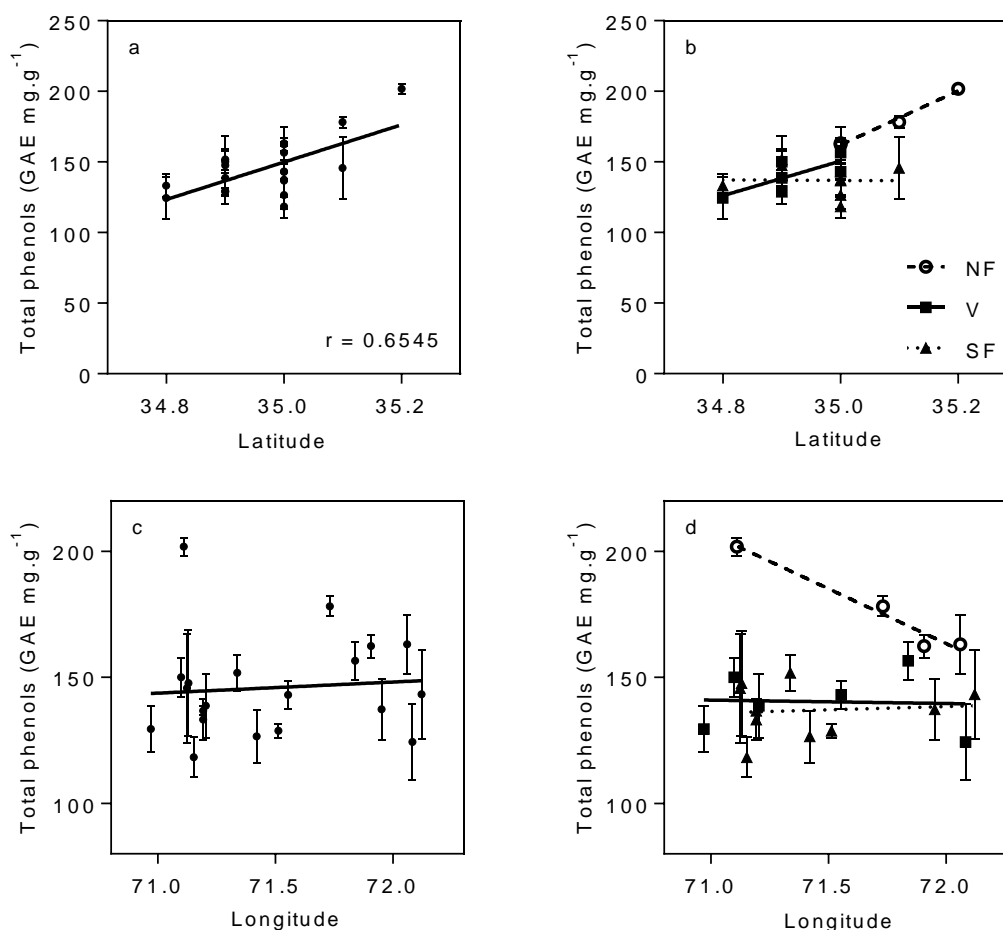 a
Total phenols (GAE mg.g⁻¹)
250
200
150
100
50
0
r = 0.6545
34.8
35.0
35.2
Latitude
b
Total phenols (GAE mg.g⁻¹)
250
200
150
100
50
0
NF
V
SF
34.8
35.0
35.2
Latitude
c
Total phenols (GAE mg.g⁻¹)
200
150
100
71.0
71.5
72.0
Longitude
d
Total phenols (GAE mg.g⁻¹)
200
150
100
71.0
71.5
72.0
Longitude